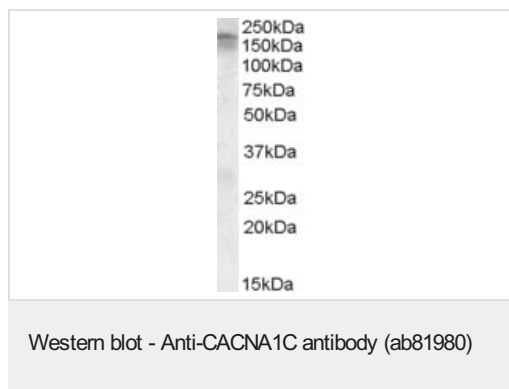 250kDa
150kDa
100kDa
75kDa
50kDa
37kDa
25kDa
20kDa
15kDa
Western blot - Anti-CACNA1C antibody (ab81980)